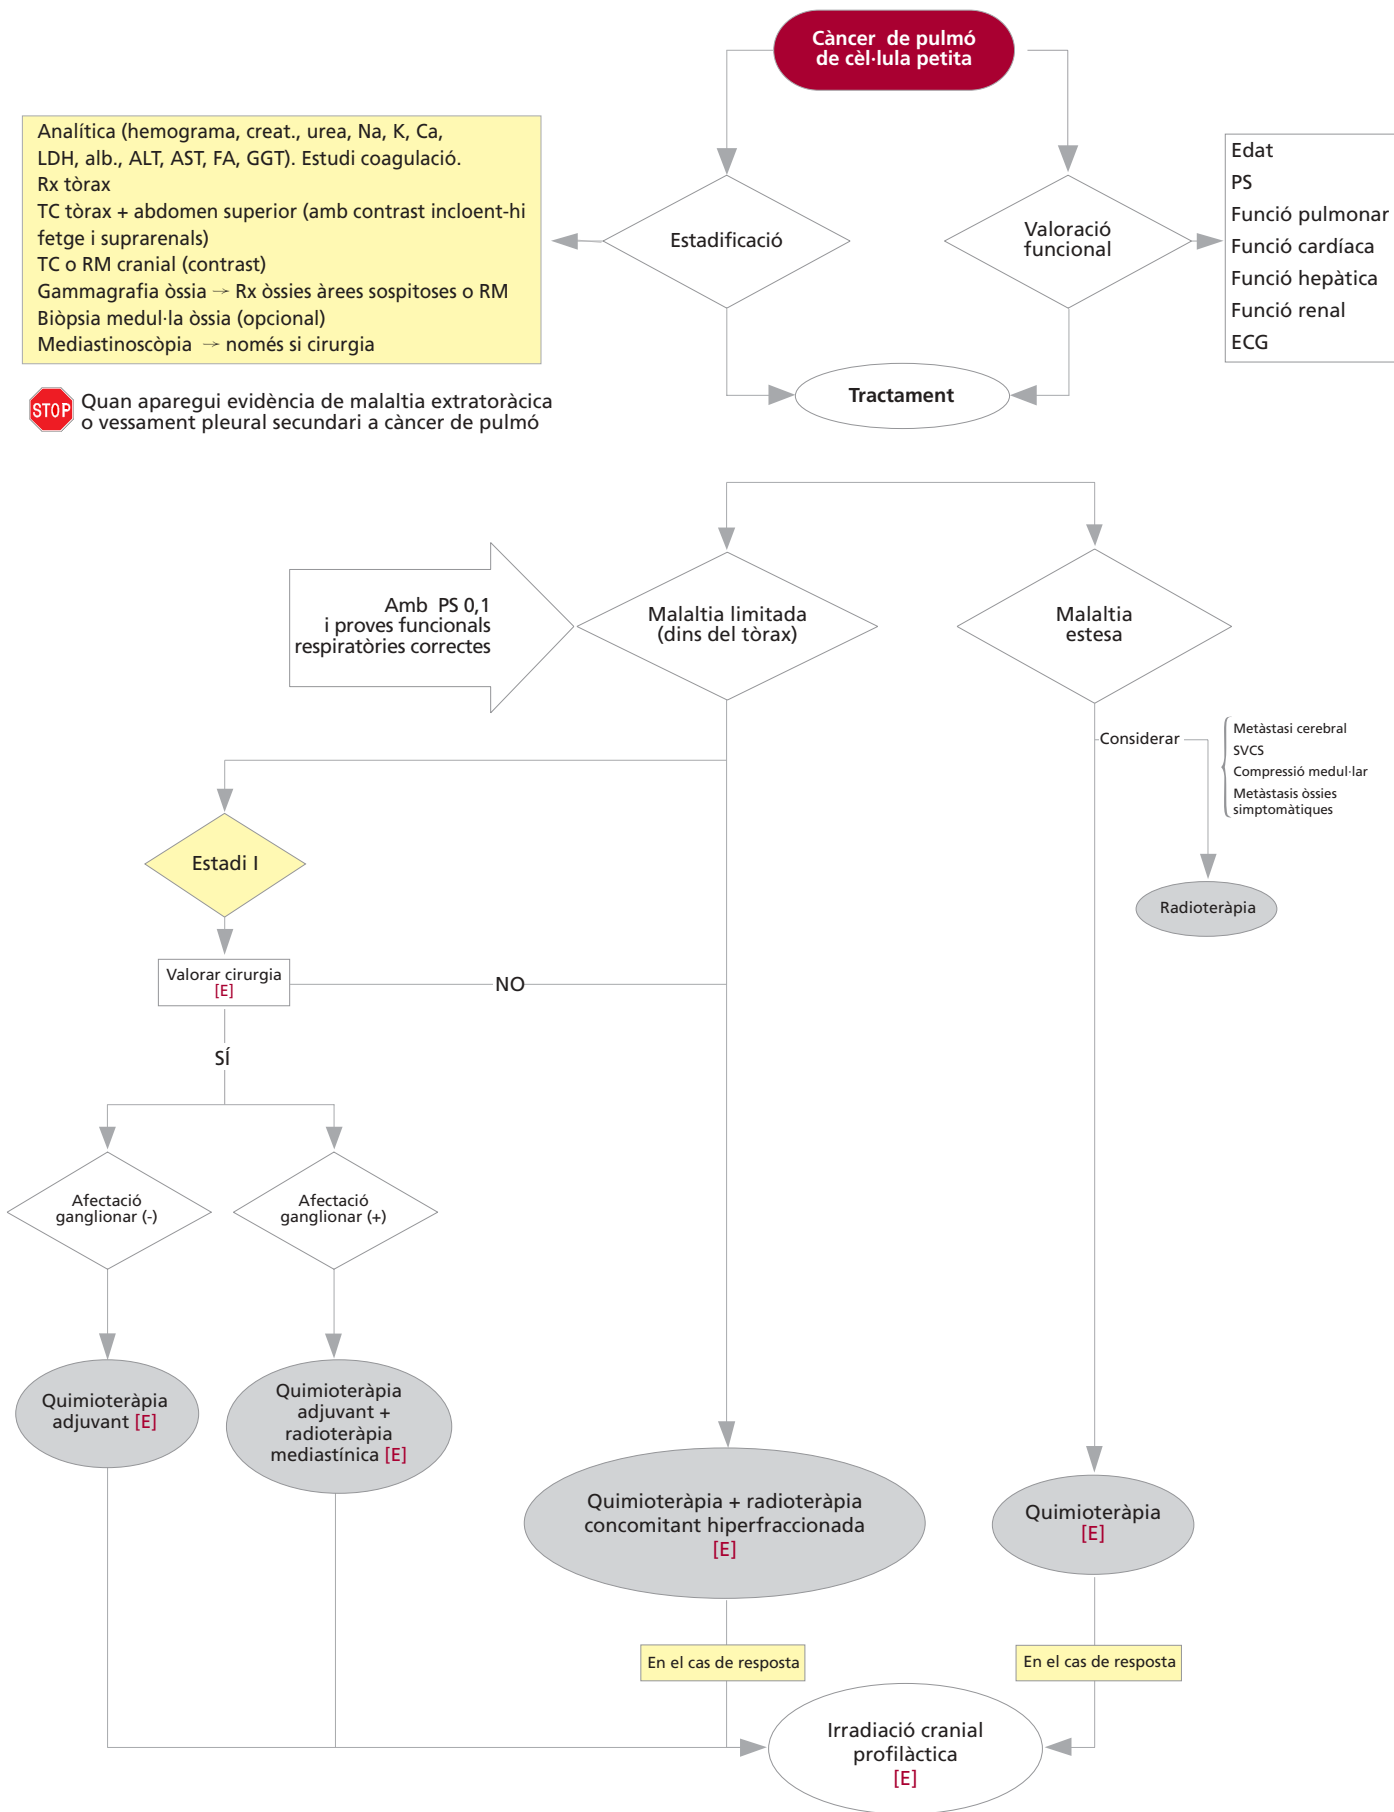 Càncer de pulmó
de cèl·lula petita
Analítica (hemograma, creat., urea, Na, K, Ca,
LDH, alb., ALT, AST, FA, GGT). Estudi coagulació.
Rx tòrax
TC tòrax + abdomen superior (amb contrast incloent-hi
fetge i suprarenals)
TC o RM cranial (contrast)
Gammagrafia òssia → Rx òssies àrees sospitoses o RM
Biòpsia medul·la òssia (opcional)
Mediastinoscòpia → només si cirurgia
Estadificació
Valoració
funcional
Edat
PS
Funció pulmonar
Funció cardíaca
Funció hepàtica
Funció renal
ECG
STOP
Quan aparegui evidència de malaltia extratoràcica
o vessament pleural secundari a càncer de pulmó
Tractament
Amb PS 0,1
i proves funcionals
respiratòries correctes
Malaltia limitada
(dins del tòrax)
Malaltia
estesa
Considerar
Metàstasi cerebral
SVCS
Compressió medul·lar
Metàstasis òssies
simptomàtiques
Estadi I
Radioteràpia
Valorar cirurgia
[E]
NO
SÍ
Afectació
ganglionar (-)
Afectació
ganglionar (+)
Quimioteràpia
adjuvant [E]
Quimioteràpia
adjuvant +
radioteràpia
mediastínica [E]
Quimioteràpia + radioteràpia
concomitant hiperfraccionada
[E]
Quimioteràpia
[E]
En el cas de resposta
En el cas de resposta
Irradiació cranial
profilàctica
[E]